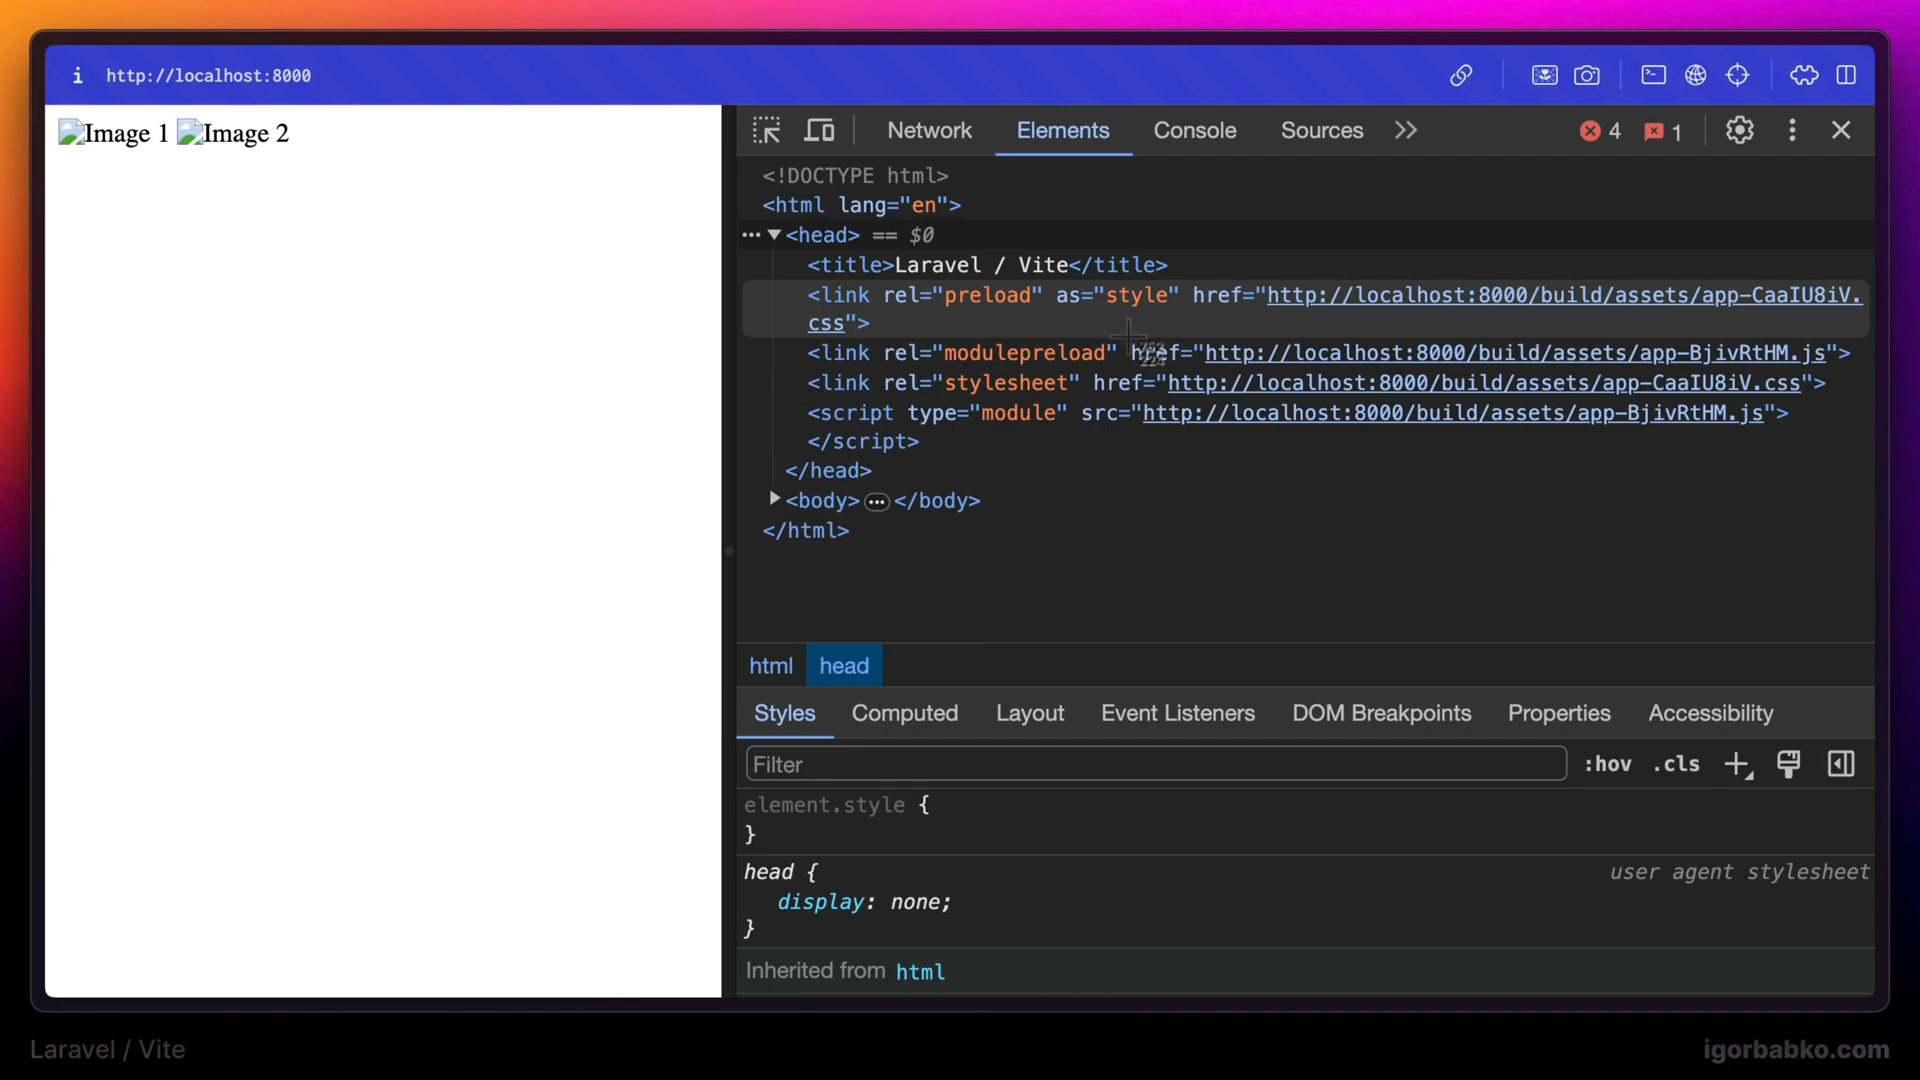 i http://localhost:8000
Image 1 Image 2
Network Elements Console Sources 4 1
<!DOCTYPE html>
<html lang="en">
<head> == $0
<title>Laravel / Vite</title>
<link rel="preload" as="style" href="http://localhost:8000/build/assets/app-CaaIU8iV.
css">
<link rel="modulepreload" href="http://localhost:8000/build/assets/app-BjivRtHM.js">
<link rel="stylesheet" href="http://localhost:8000/build/assets/app-CaaIU8iV.css">
<script type="module" src="http://localhost:8000/build/assets/app-BjivRtHM.js">
</script>
</head>
<body>…</body>
</html>
html head
Styles Computed Layout Event Listeners DOM Breakpoints Properties Accessibility
Filter :hov .cls
element.style {
}
head { user agent stylesheet
display: none;
}
Inherited from html
Laravel / Vite igorbabko.com